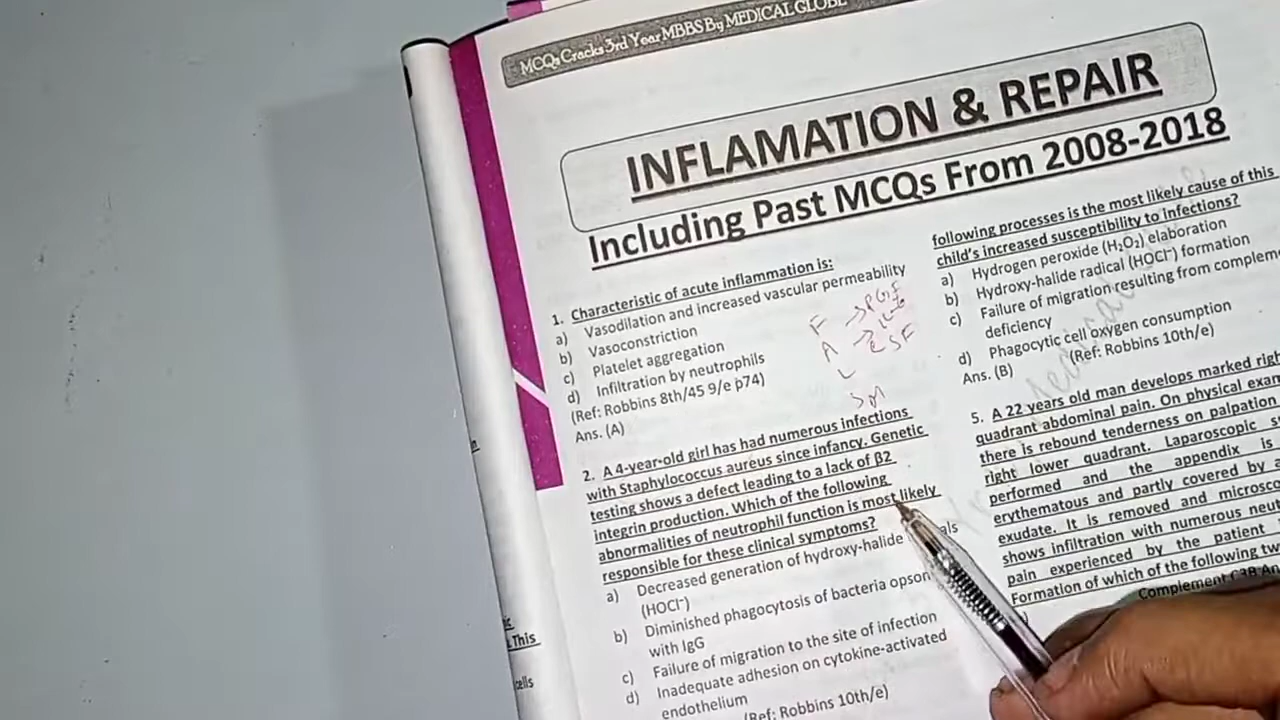 MCQs Cracks 3rd Year MBBS By MEDICAL GLOBE
INFLAMATION & REPAIR
Including Past MCQs From 2008-2018
1. Characteristic of acute inflammation is:
a) Vasodilation and increased vascular permeability
b) Vasoconstriction
c) Platelet aggregation
d) Infiltration by neutrophils
(Ref: Robbins 8th/45 9/e p74)
Ans. (A)
2. A 4-year-old girl has had numerous infections
with Staphylococcus aureus since infancy. Genetic
testing shows a defect leading to a lack of β2
integrin production. Which of the following
abnormalities of neutrophil function is most likely
responsible for these clinical symptoms?
a) Decreased generation of hydroxy-halide
(HOCl⁻)
b) Diminished phagocytosis of bacteria
with IgG
c) Failure of migration to the site of infection
d) Inadequate adhesion on cytokine-activated
endothelium
(Ref: Robbins 10th/e)
following processes is the most likely cause of this
child's increased susceptibility to infections?
a) Hydrogen peroxide (H₂O₂) elaboration
b) Hydroxy-halide radical (HOCl⁻) formation
c) Failure of migration resulting from
deficiency
d) Phagocytic cell oxygen consumption
(Ref: Robbins 10th/e)
Ans. (B)
5. A 22 years old man develops marked
quadrant abdominal pain. On physical
there is rebound tenderness on palpation
right lower quadrant. Laparoscopic
performed and the appendix is
erythematous and partly covered by a
exudate. It is removed and
shows infiltration with numerous
pain experienced by the patient
Formation of which of the following
Complement C3B
This
cells